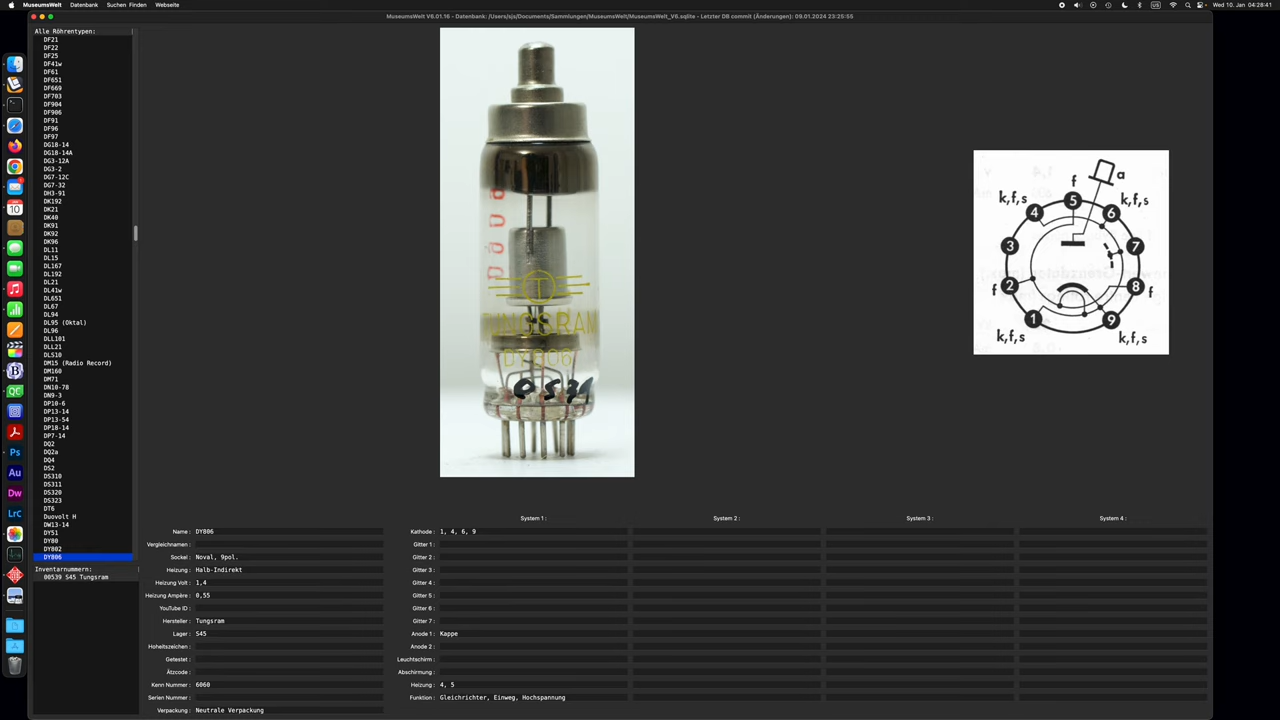 MuseumsWelt Datenbank Suchen Finden Webseite
US
Wed 10. Jan. 04:28:41
MuseumsWelt V6.01.16 - Datenbank: /Users/sjs/Documents/Sammlungen/MuseumsWelt/MuseumsWelt_V6.sqlite - Letzter DB commit (Änderungen): 09.01.2024 23:25:55
Alle Röhrentypen:
DF21
DF22
DF25
DF41w
DF61
DF651
DF669
DF703
DF904
DF906
DF91
DF96
DF97
DG18-14
DG18-14A
DG3-12A
DG3-2
DG7-12C
DG7-32
DH3-91
DK192
DK21
DK40
DK91
DK92
DK96
DL11
DL15
DL167
DL192
DL21
DL41w
DL651
DL67
DL94
DL95 (Oktal)
DL96
DLL101
DLL21
DLS10
DM15 (Radio Record)
DM160
DM71
DN10-78
DN9-3
DP10-6
DP13-14
DP13-54
DP18-14
DP7-14
DQ2
DQ2a
DQ4
DS2
DS310
DS311
DS320
DS323
DT6
Duovolt H
DW13-14
DY51
DY80
DY802
DY806
Inventarnummern:
00539 S45 Tungsram
T
TUNGSRAM
DY806
0539
a
f
k,f,s
k,f,s
5
4
6
3
7
2
8
f
f
1
9
k,f,s
k,f,s
System 1 : System 2 : System 3 : System 4 :
Name : DY806
Vergleichnamen :
Sockel : Noval, 9pol.
Heizung : Halb-Indirekt
Heizung Volt : 1,4
Heizung Ampère : 0,55
YouTube ID :
Hersteller : Tungsram
Lager : S45
Hoheitszeichen :
Getestet :
Ätzcode :
Kenn Nummer : 6060
Serien Nummer :
Verpackung : Neutrale Verpackung
Kathode : 1, 4, 6, 9
Gitter 1 :
Gitter 2 :
Gitter 3 :
Gitter 4 :
Gitter 5 :
Gitter 6 :
Gitter 7 :
Anode 1 : Kappe
Anode 2 :
Leuchtschirm :
Abschirmung :
Heizung : 4, 5
Funktion : Gleichrichter, Einweg, Hochspannung